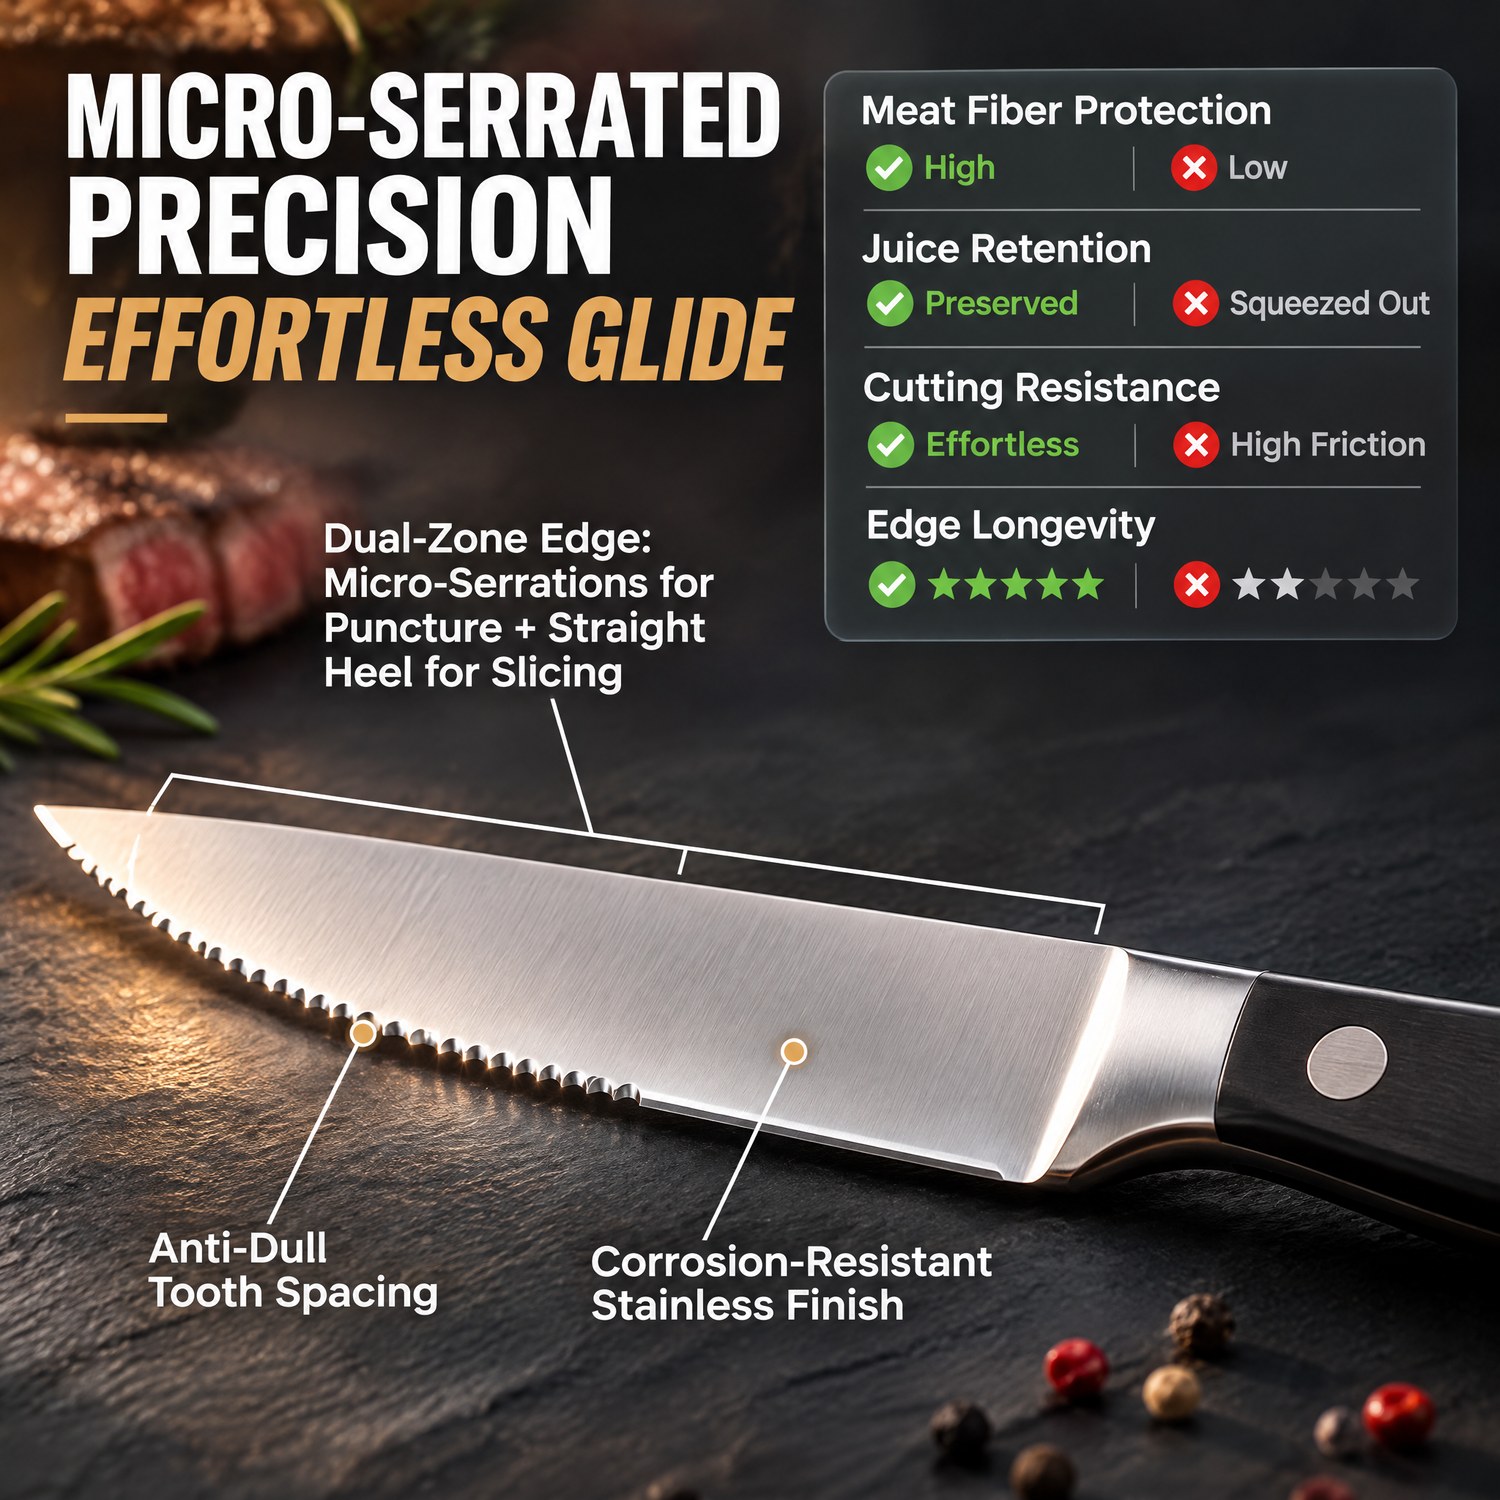 MICRO-SERRATED
PRECISION
EFFORTLESS GLIDE
Meat Fiber Protection
High
Low
Juice Retention
Preserved
Squeezed Out
Cutting Resistance
Effortless
High Friction
Edge Longevity
Dual-Zone Edge:
Micro-Serrations for
Puncture + Straight
Heel for Slicing
Anti-Dull
Tooth Spacing
Corrosion-Resistant
Stainless Finish